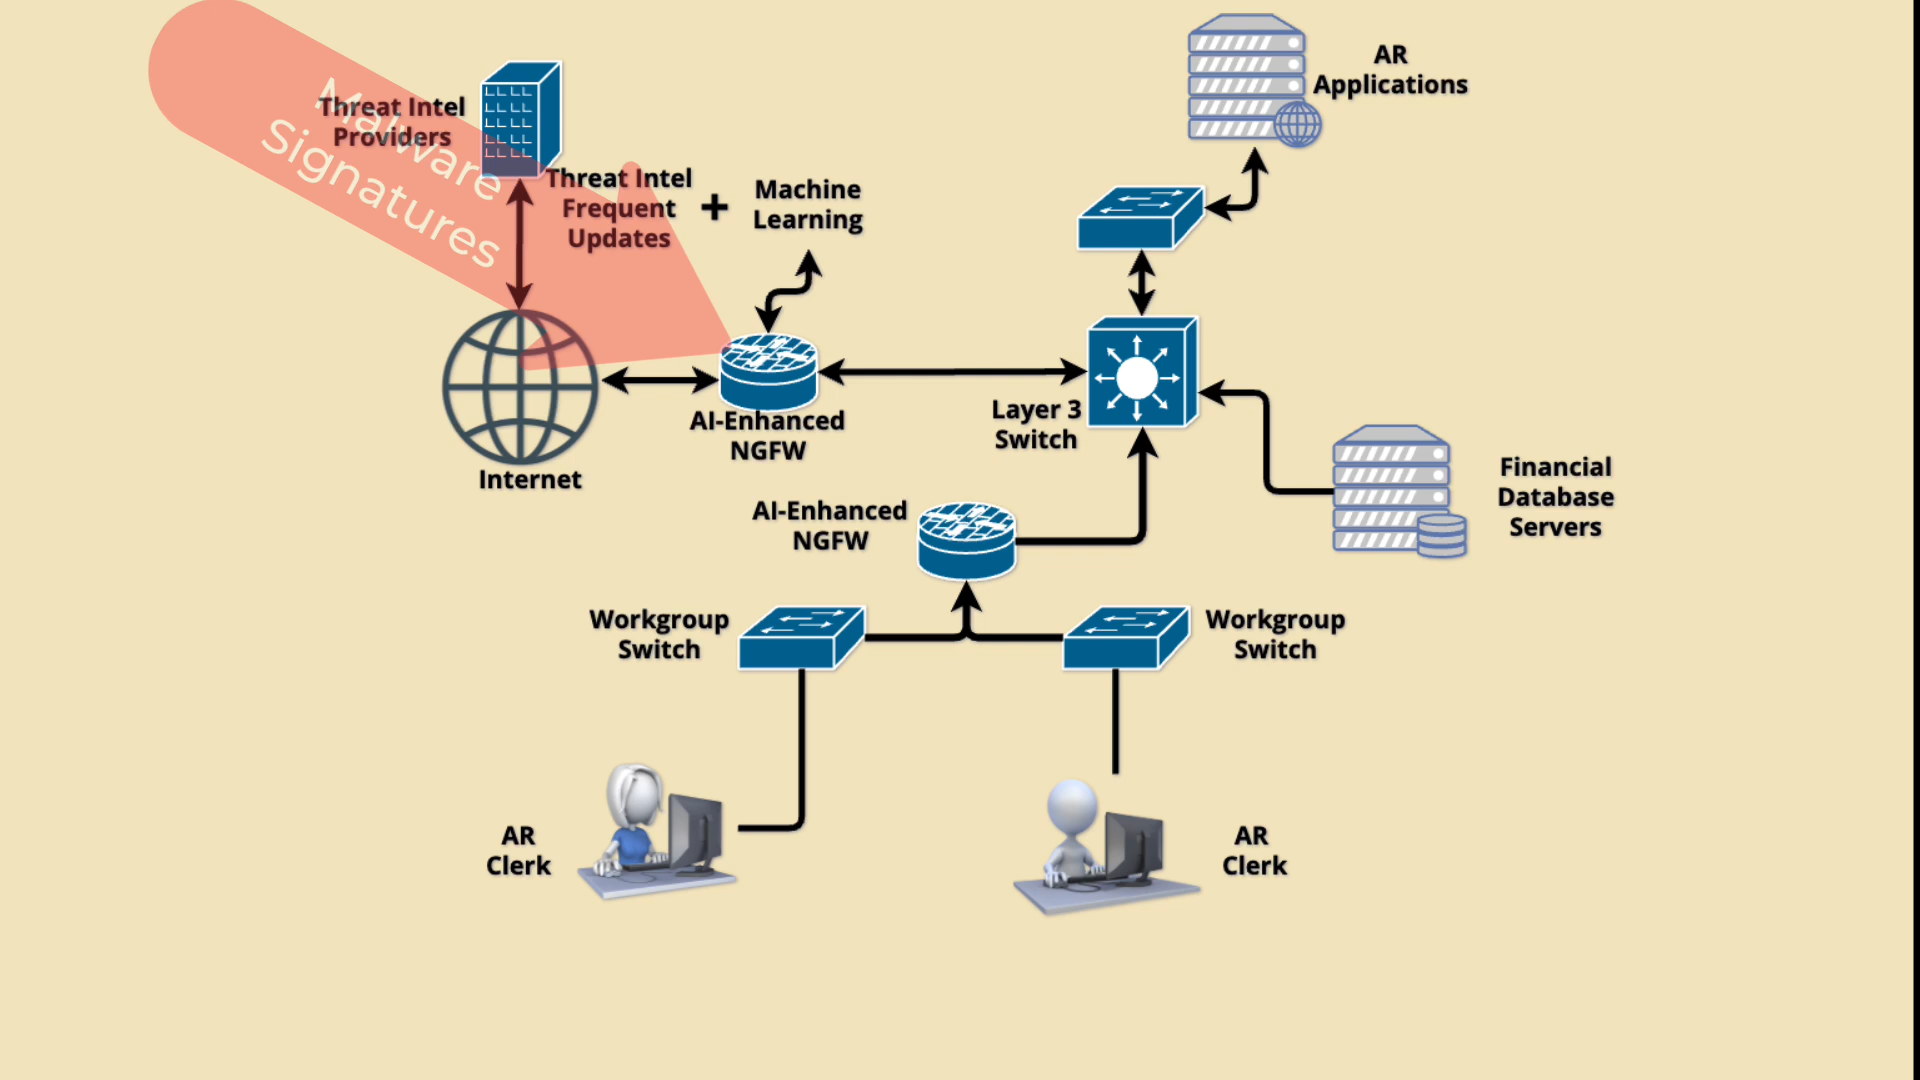 AR
Applications
Threat Intel
Providers
Malware
Signatures
Threat Intel
Frequent
Updates
+
Machine
Learning
AI-Enhanced
NGFW
Internet
Layer 3
Switch
AI-Enhanced
NGFW
Financial
Database
Servers
Workgroup
Switch
Workgroup
Switch
AR
Clerk
AR
Clerk